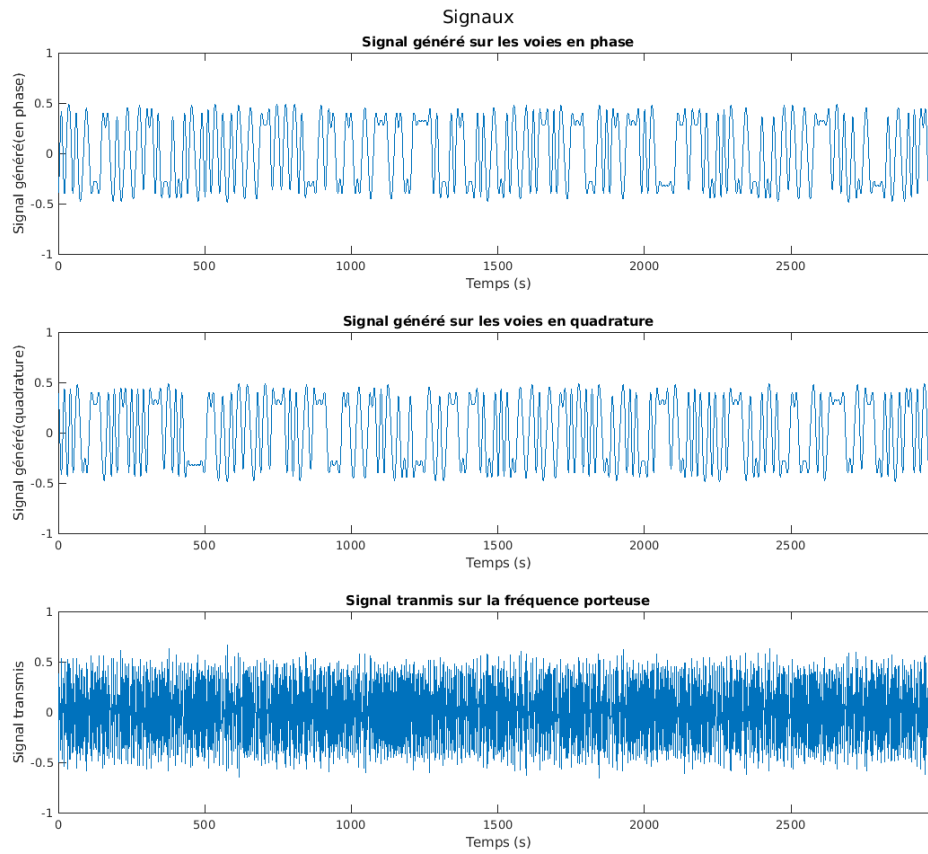 Signaux
Signal généré sur les voies en phase
1
0.5
0
-0.5
-1
Signal généré(en phase)
0 500 1000 1500 2000 2500
Temps (s)
Signal généré sur les voies en quadrature
1
0.5
0
-0.5
-1
Signal généré(quadrature)
0 500 1000 1500 2000 2500
Temps (s)
Signal tranmis sur la fréquence porteuse
1
0.5
0
-0.5
-1
Signal transmis
0 500 1000 1500 2000 2500
Temps (s)